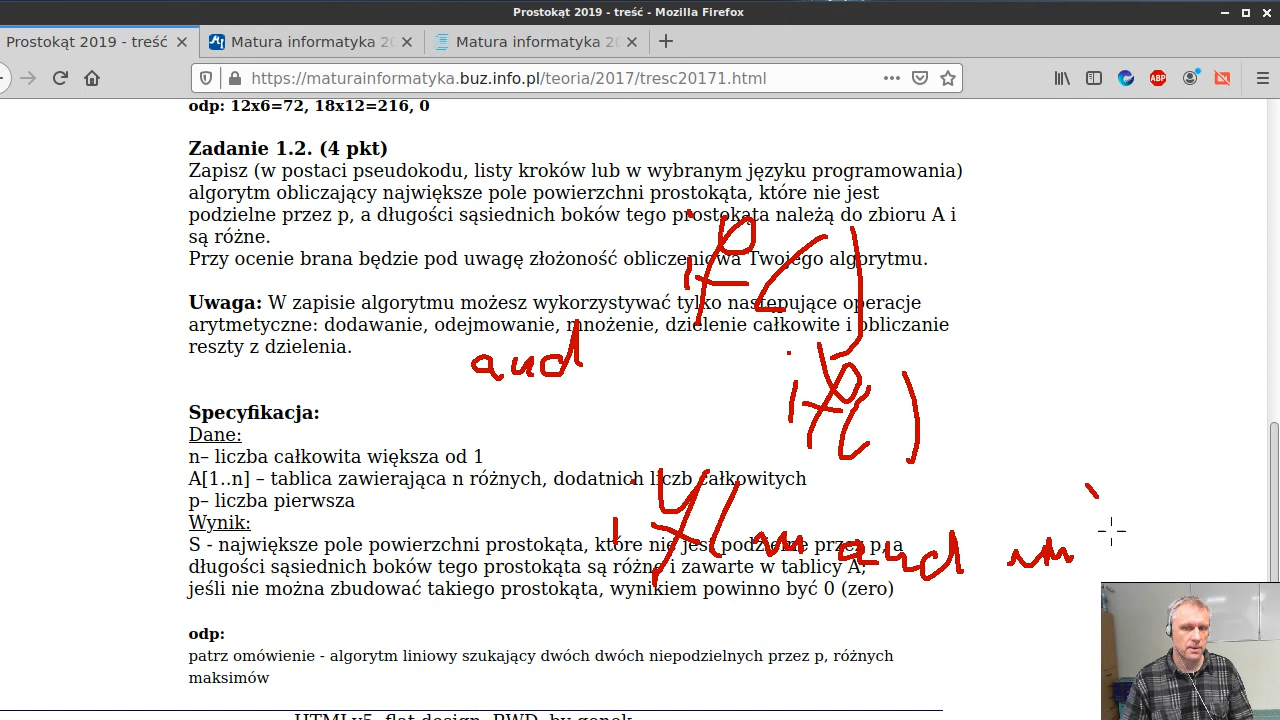 Prostokąt 2019 - treść - Mozilla Firefox
Prostokąt 2019 - treść
Matura informatyka 20
Matura informatyka 20
https://maturainformatyka.buz.info.pl/teoria/2017/tresc20171.html
ABP
odp: 12x6=72, 18x12=216, 0
Zadanie 1.2. (4 pkt)
Zapisz (w postaci pseudokodu, listy kroków lub w wybranym języku programowania)
algorytm obliczający największe pole powierzchni prostokąta, które nie jest
podzielne przez p, a długości sąsiednich boków tego prostokąta należą do zbioru A i
są różne.
Przy ocenie brana będzie pod uwagę złożoność obliczeniowa Twojego algorytmu.
Uwaga: W zapisie algorytmu możesz wykorzystywać tylko następujące operacje
arytmetyczne: dodawanie, odejmowanie, mnożenie, dzielenie całkowite i obliczanie
reszty z dzielenia.
and
Specyfikacja:
Dane:
n– liczba całkowita większa od 1
A[1..n] – tablica zawierająca n różnych, dodatnich liczb całkowitych
p– liczba pierwsza
Wynik:
S - największe pole powierzchni prostokąta, które nie jest podzielne przez p, a
długości sąsiednich boków tego prostokąta są różne i zawarte w tablicy A,
jeśli nie można zbudować takiego prostokąta, wynikiem powinno być 0 (zero)
and
odp:
patrz omówienie - algorytm liniowy szukający dwóch dwóch niepodzielnych przez p, różnych
maksimów